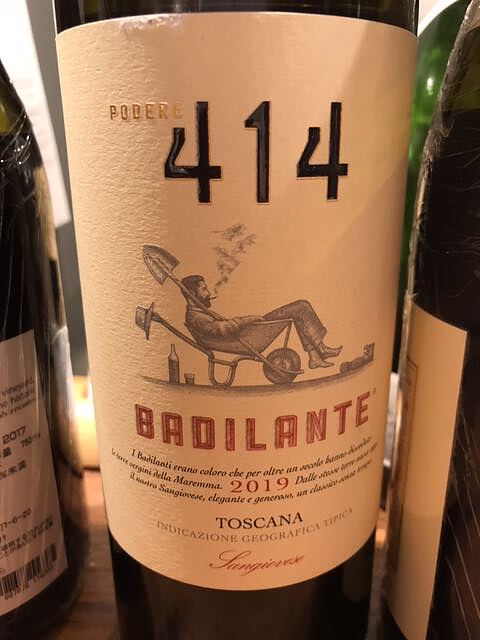 PODERE
414
BADILANTE
I Badilanti erano coloro che per oltre un secolo hanno dissodato
le terre vergini della Maremma. 2019 Dalle stesse terre nasce
il nostro Sangiovese, elegante e generoso, un classico senza tempo
TOSCANA
INDICAZIONE GEOGRAFICA TIPICA
Sangiovese
2017